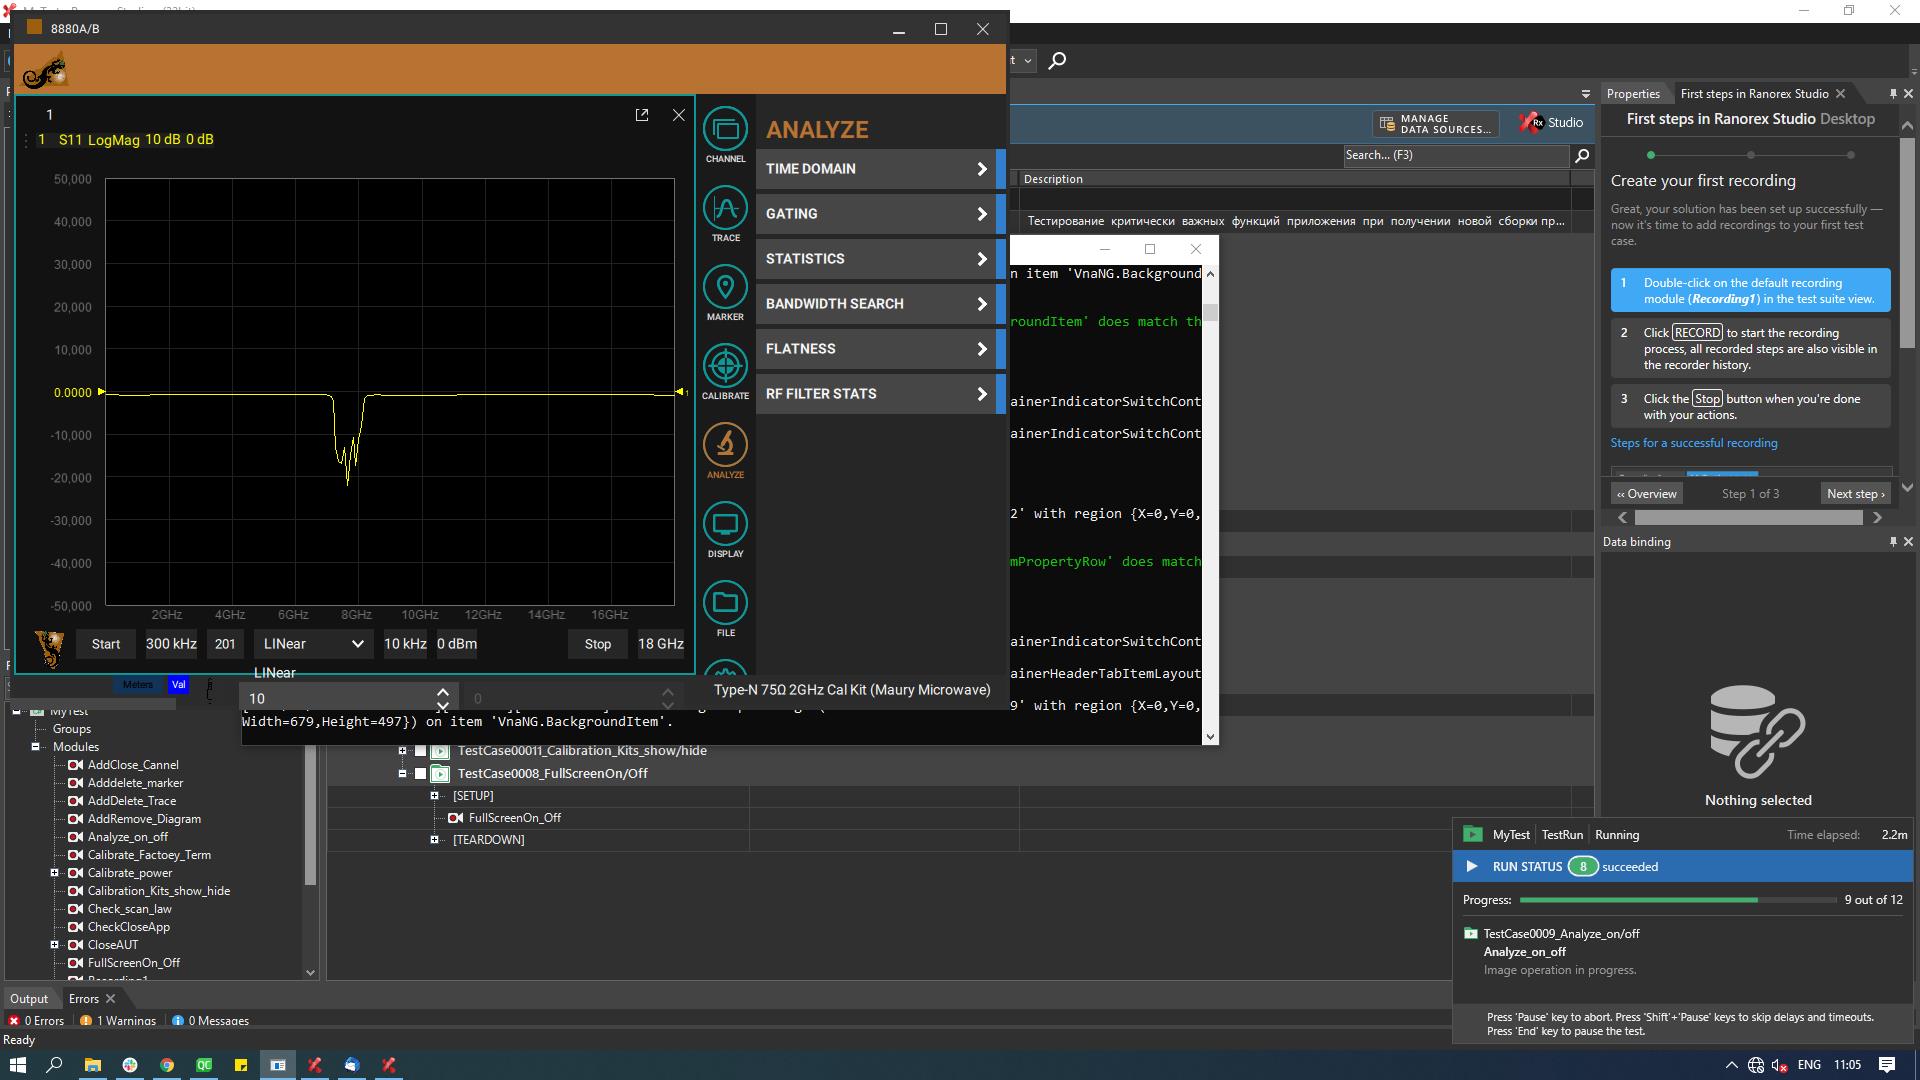 8880A/B
1
1 S11 LogMag 10 dB 0 dB
50,000
40,000
30,000
20,000
10,000
0.0000
-10,000
-20,000
-30,000
-40,000
-50,000
1
2GHz 4GHz 6GHz 8GHz 10GHz 12GHz 14GHz 16GHz
Start 300 kHz 201 LINear 10 kHz 0 dBm Stop 18 GHz
LINear
Meters Val
10
0
Type-N 75Ω 2GHz Cal Kit (Maury Microwave)
CHANNEL
TRACE
MARKER
CALIBRATE
ANALYZE
DISPLAY
FILE
ANALYZE
TIME DOMAIN
GATING
STATISTICS
BANDWIDTH SEARCH
FLATNESS
RF FILTER STATS
MANAGE
DATA SOURCES...
Rx Studio
Search... (F3)
Description
Тестирование критически важных функций приложения при получении новой сборки пр...
n item 'VnaNG.Background
roundItem' does match th
ainerIndicatorSwitchCont
ainerIndicatorSwitchCont
2' with region {X=0,Y=0,
mPropertyRow' does match
ainerIndicatorSwitchCont
ainerHeaderTabItemLayout
9' with region {X=0,Y=0,
Width=679,Height=497}) on item 'VnaNG.BackgroundItem'.
MyTest
Groups
Modules
AddClose_Cannel
Adddelete_marker
AddDelete_Trace
AddRemove_Diagram
Analyze_on_off
Calibrate_Factoey_Term
Calibrate_power
Calibration_Kits_show_hide
Check_scan_law
CheckCloseApp
CloseAUT
FullScreenOn_Off
Recording1
TestCase00011_Calibration_Kits_show/hide
TestCase0008_FullScreenOn/Off
[SETUP]
FullScreenOn_Off
[TEARDOWN]
Properties First steps in Ranorex Studio
First steps in Ranorex Studio Desktop
Create your first recording
Great, your solution has been set up successfully —
now it's time to add recordings to your first test
case.
1 Double-click on the default recording
module (Recording1) in the test suite view.
2 Click RECORD to start the recording
process, all recorded steps are also visible in
the recorder history.
3 Click the Stop button when you're done
with your actions.
Steps for a successful recording
‹‹ Overview Step 1 of 3 Next step ›
Data binding
Nothing selected
MyTest TestRun Running Time elapsed: 2.2m
RUN STATUS 8 succeeded
Progress: 9 out of 12
TestCase0009_Analyze_on/off
Analyze_on_off
Image operation in progress.
Press 'Pause' key to abort. Press 'Shift'+'Pause' keys to skip delays and timeouts.
Press 'End' key to pause the test.
Output Errors
0 Errors 1 Warnings 0 Messages
Ready
QC
ENG 11:05